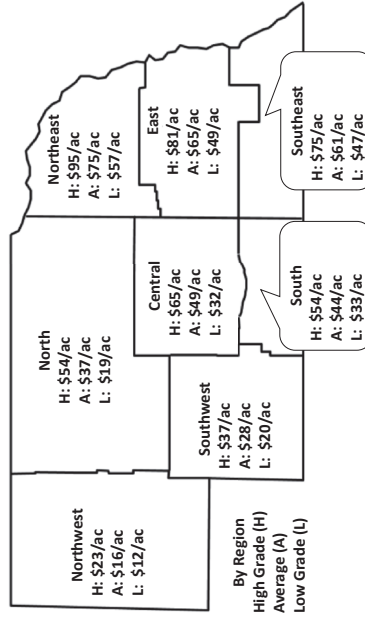 Northwest
H: $23/ac
A: $16/ac
L: $12/ac
North
H: $54/ac
A: $37/ac
L: $19/ac
Northeast
H: $95/ac
A: $75/ac
L: $57/ac
Central
H: $65/ac
A: $49/ac
L: $32/ac
East
H: $81/ac
A: $65/ac
L: $49/ac
Southwest
H: $37/ac
A: $28/ac
L: $20/ac
South
H: $54/ac
A: $44/ac
L: $33/ac
Southeast
H: $75/ac
A: $61/ac
L: $47/ac
By Region
High Grade (H)
Average (A)
Low Grade (L)